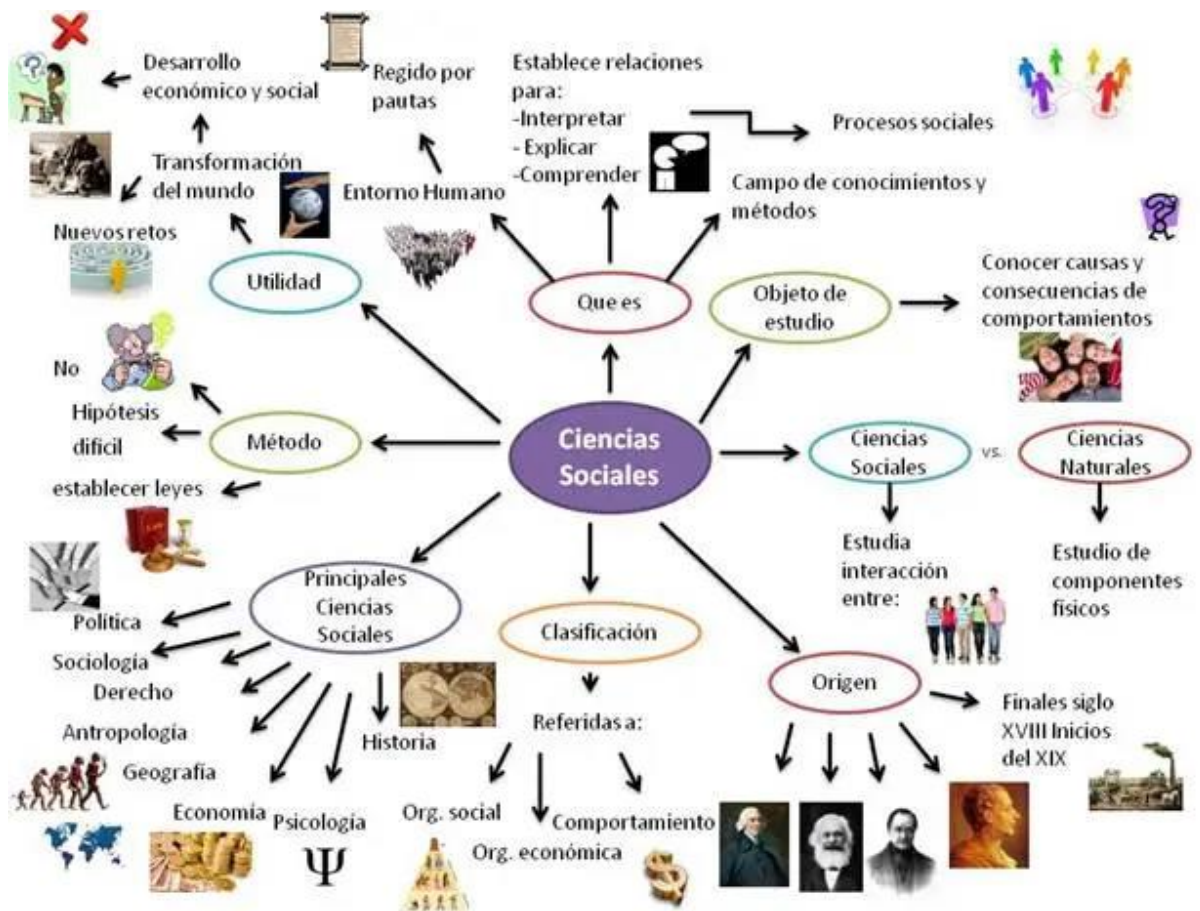 Desarrollo
económico y social
Transformación
del mundo
Nuevos retos
Utilidad
Regido por
pautas
Entorno Humano
Establece relaciones
para:
-Interpretar
- Explicar
-Comprender
Procesos sociales
Campo de conocimientos y
métodos
Que es
Objeto de
estudio
Conocer causas y
consecuencias de
comportamientos
No
Hipótesis
dificil
establecer leyes
Método
Ciencias
Sociales
Ciencias
Sociales
vs.
Ciencias
Naturales
Estudia
interacción
entre:
Estudio de
componentes
físicos
Principales
Ciencias
Sociales
Política
Sociología
Derecho
Antropología
Geografía
Economía
Psicología
Ψ
Historia
Clasificación
Referidas a:
Org. social
Org. económica
Comportamiento
Origen
Finales siglo
XVIII Inicios
del XIX